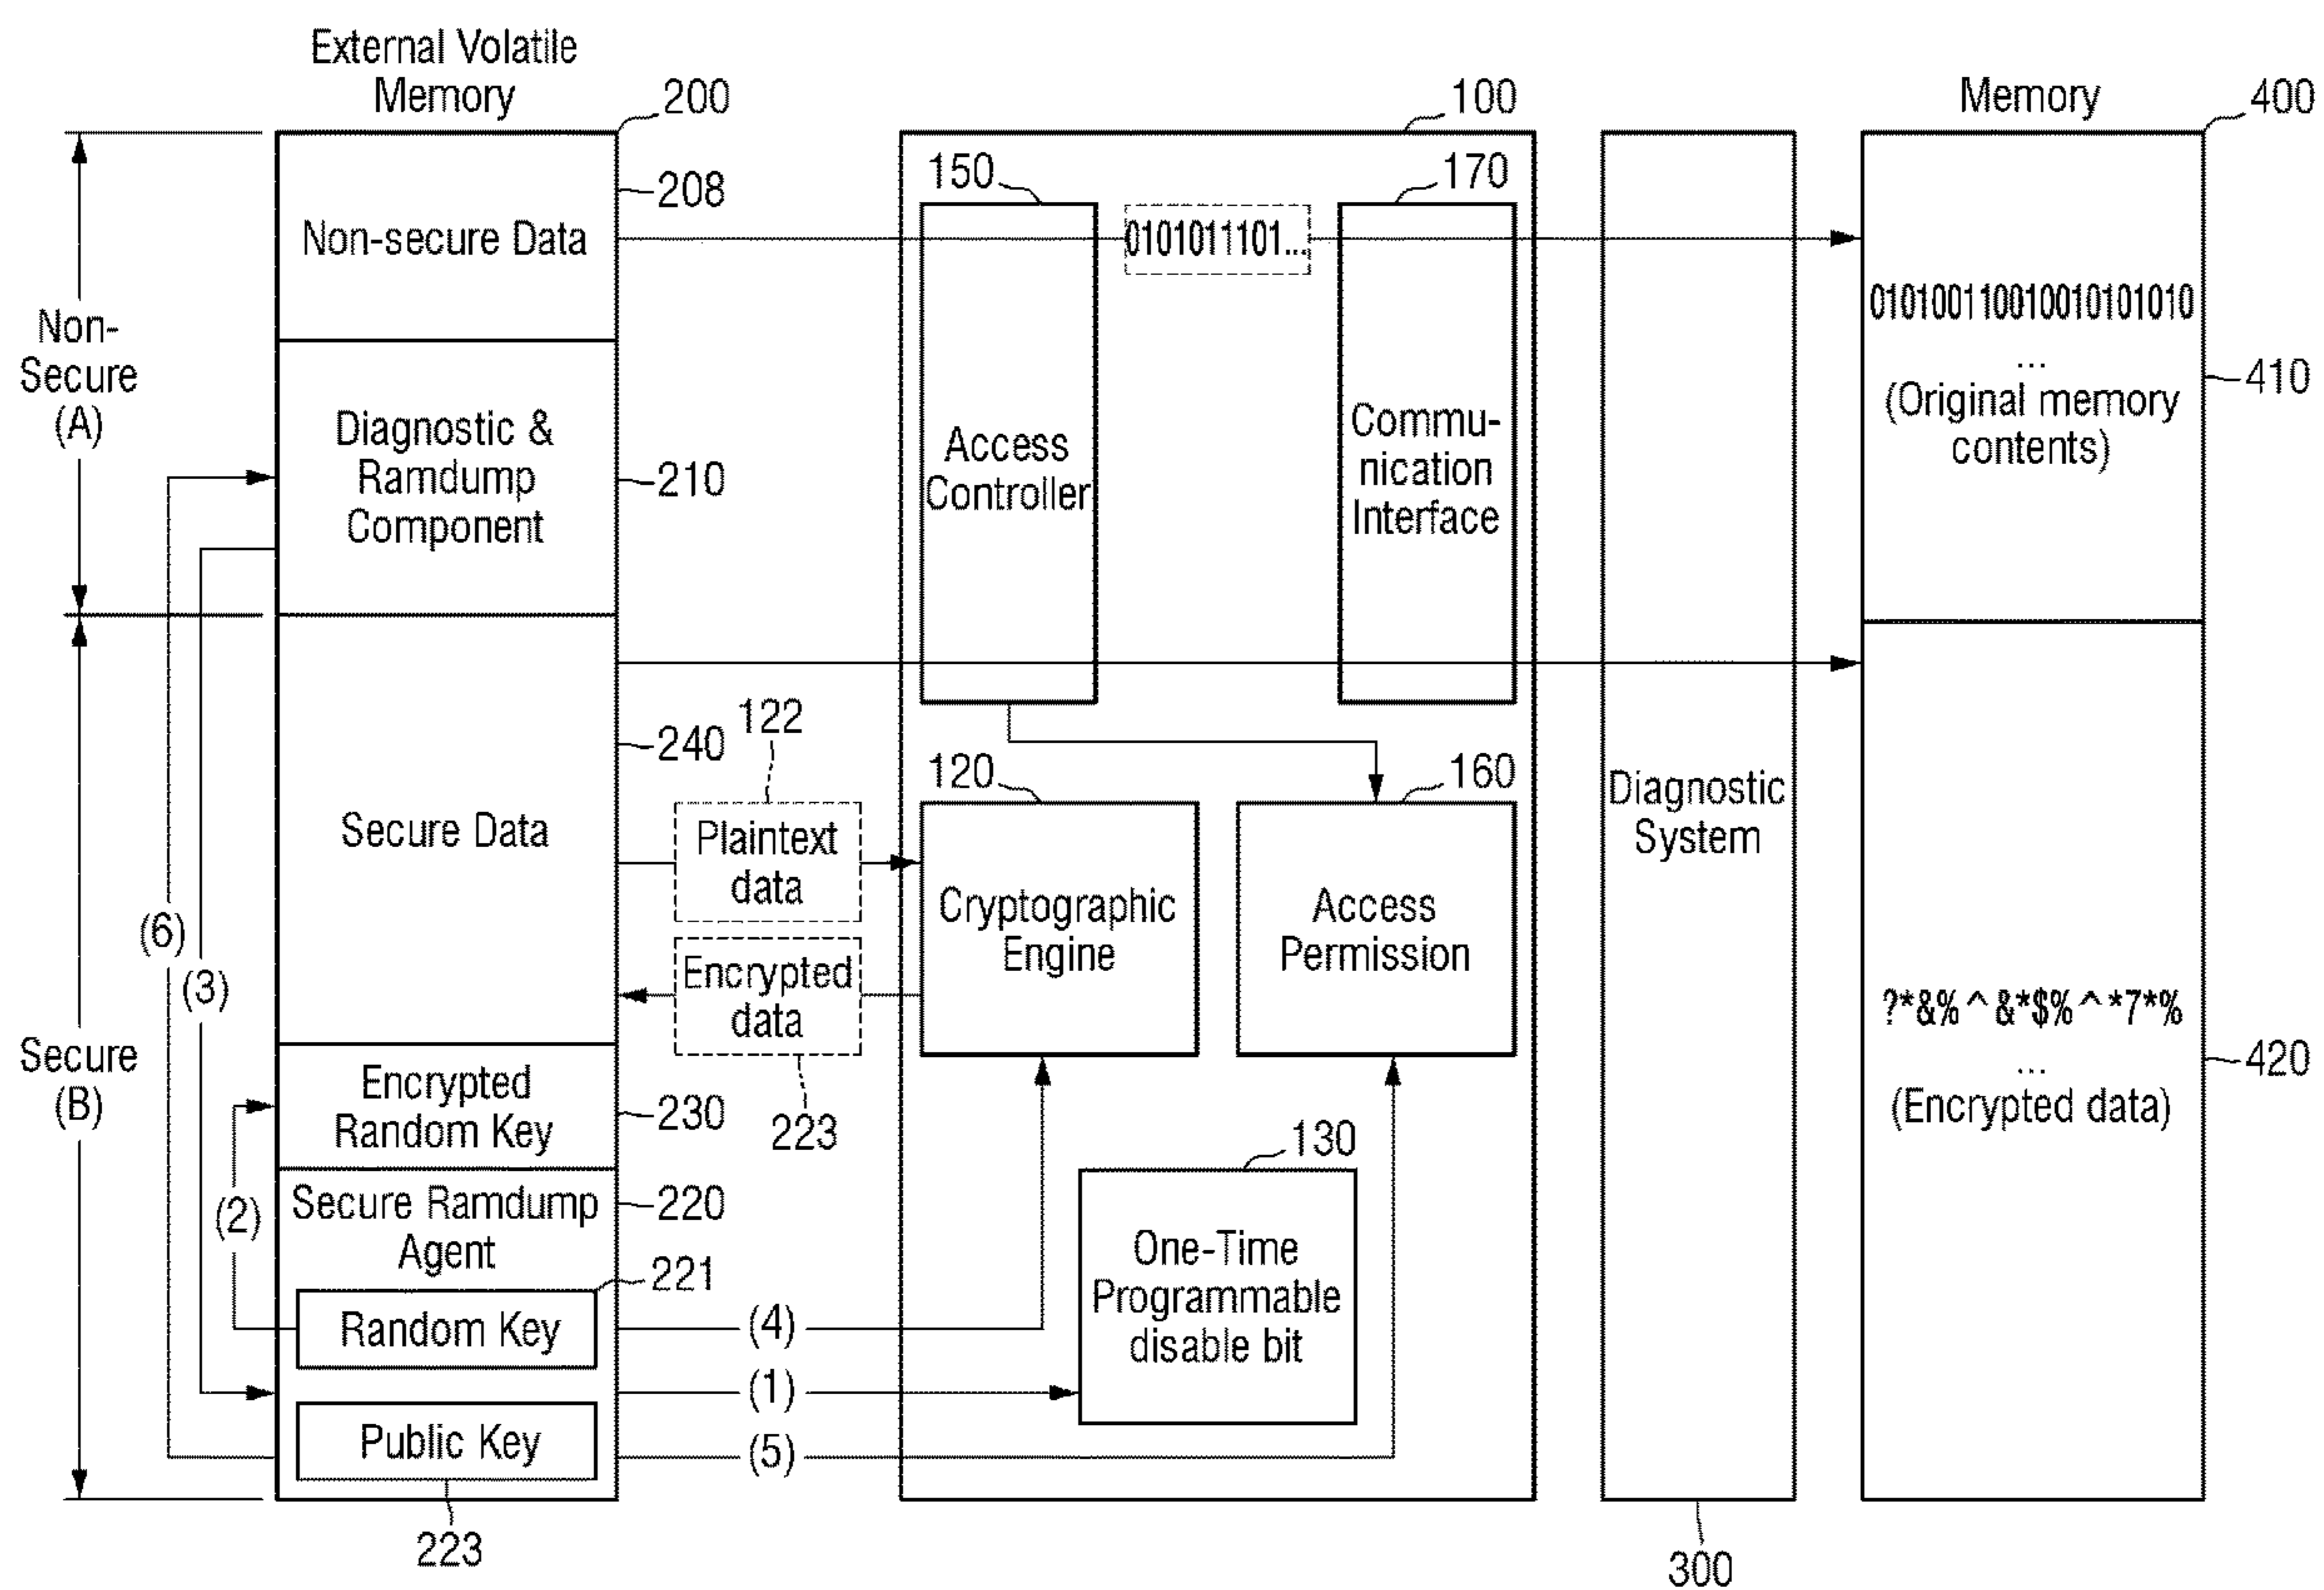 External Volatile
Memory
200
100
Memory
400
Non-
Secure
(A)
Secure
(B)
Non-secure Data
208
Diagnostic &
Ramdump
Component
210
Secure Data
240
Encrypted
Random Key
230
Secure Ramdump
Agent
220
221
Random Key
Public Key
223
(6)
(3)
(2)
122
Plaintext
data
Encrypted
data
223
(4)
(1)
(5)
150
Access
Controller
0101011101...
170
Commu-
nication
Interface
120
Cryptographic
Engine
160
Access
Permission
130
One-Time
Programmable
disable bit
Diagnostic
System
300
01010011001001010101010
...
(Original memory
contents)
410
?*&%^&*$%^*7*%
...
(Encrypted data)
420